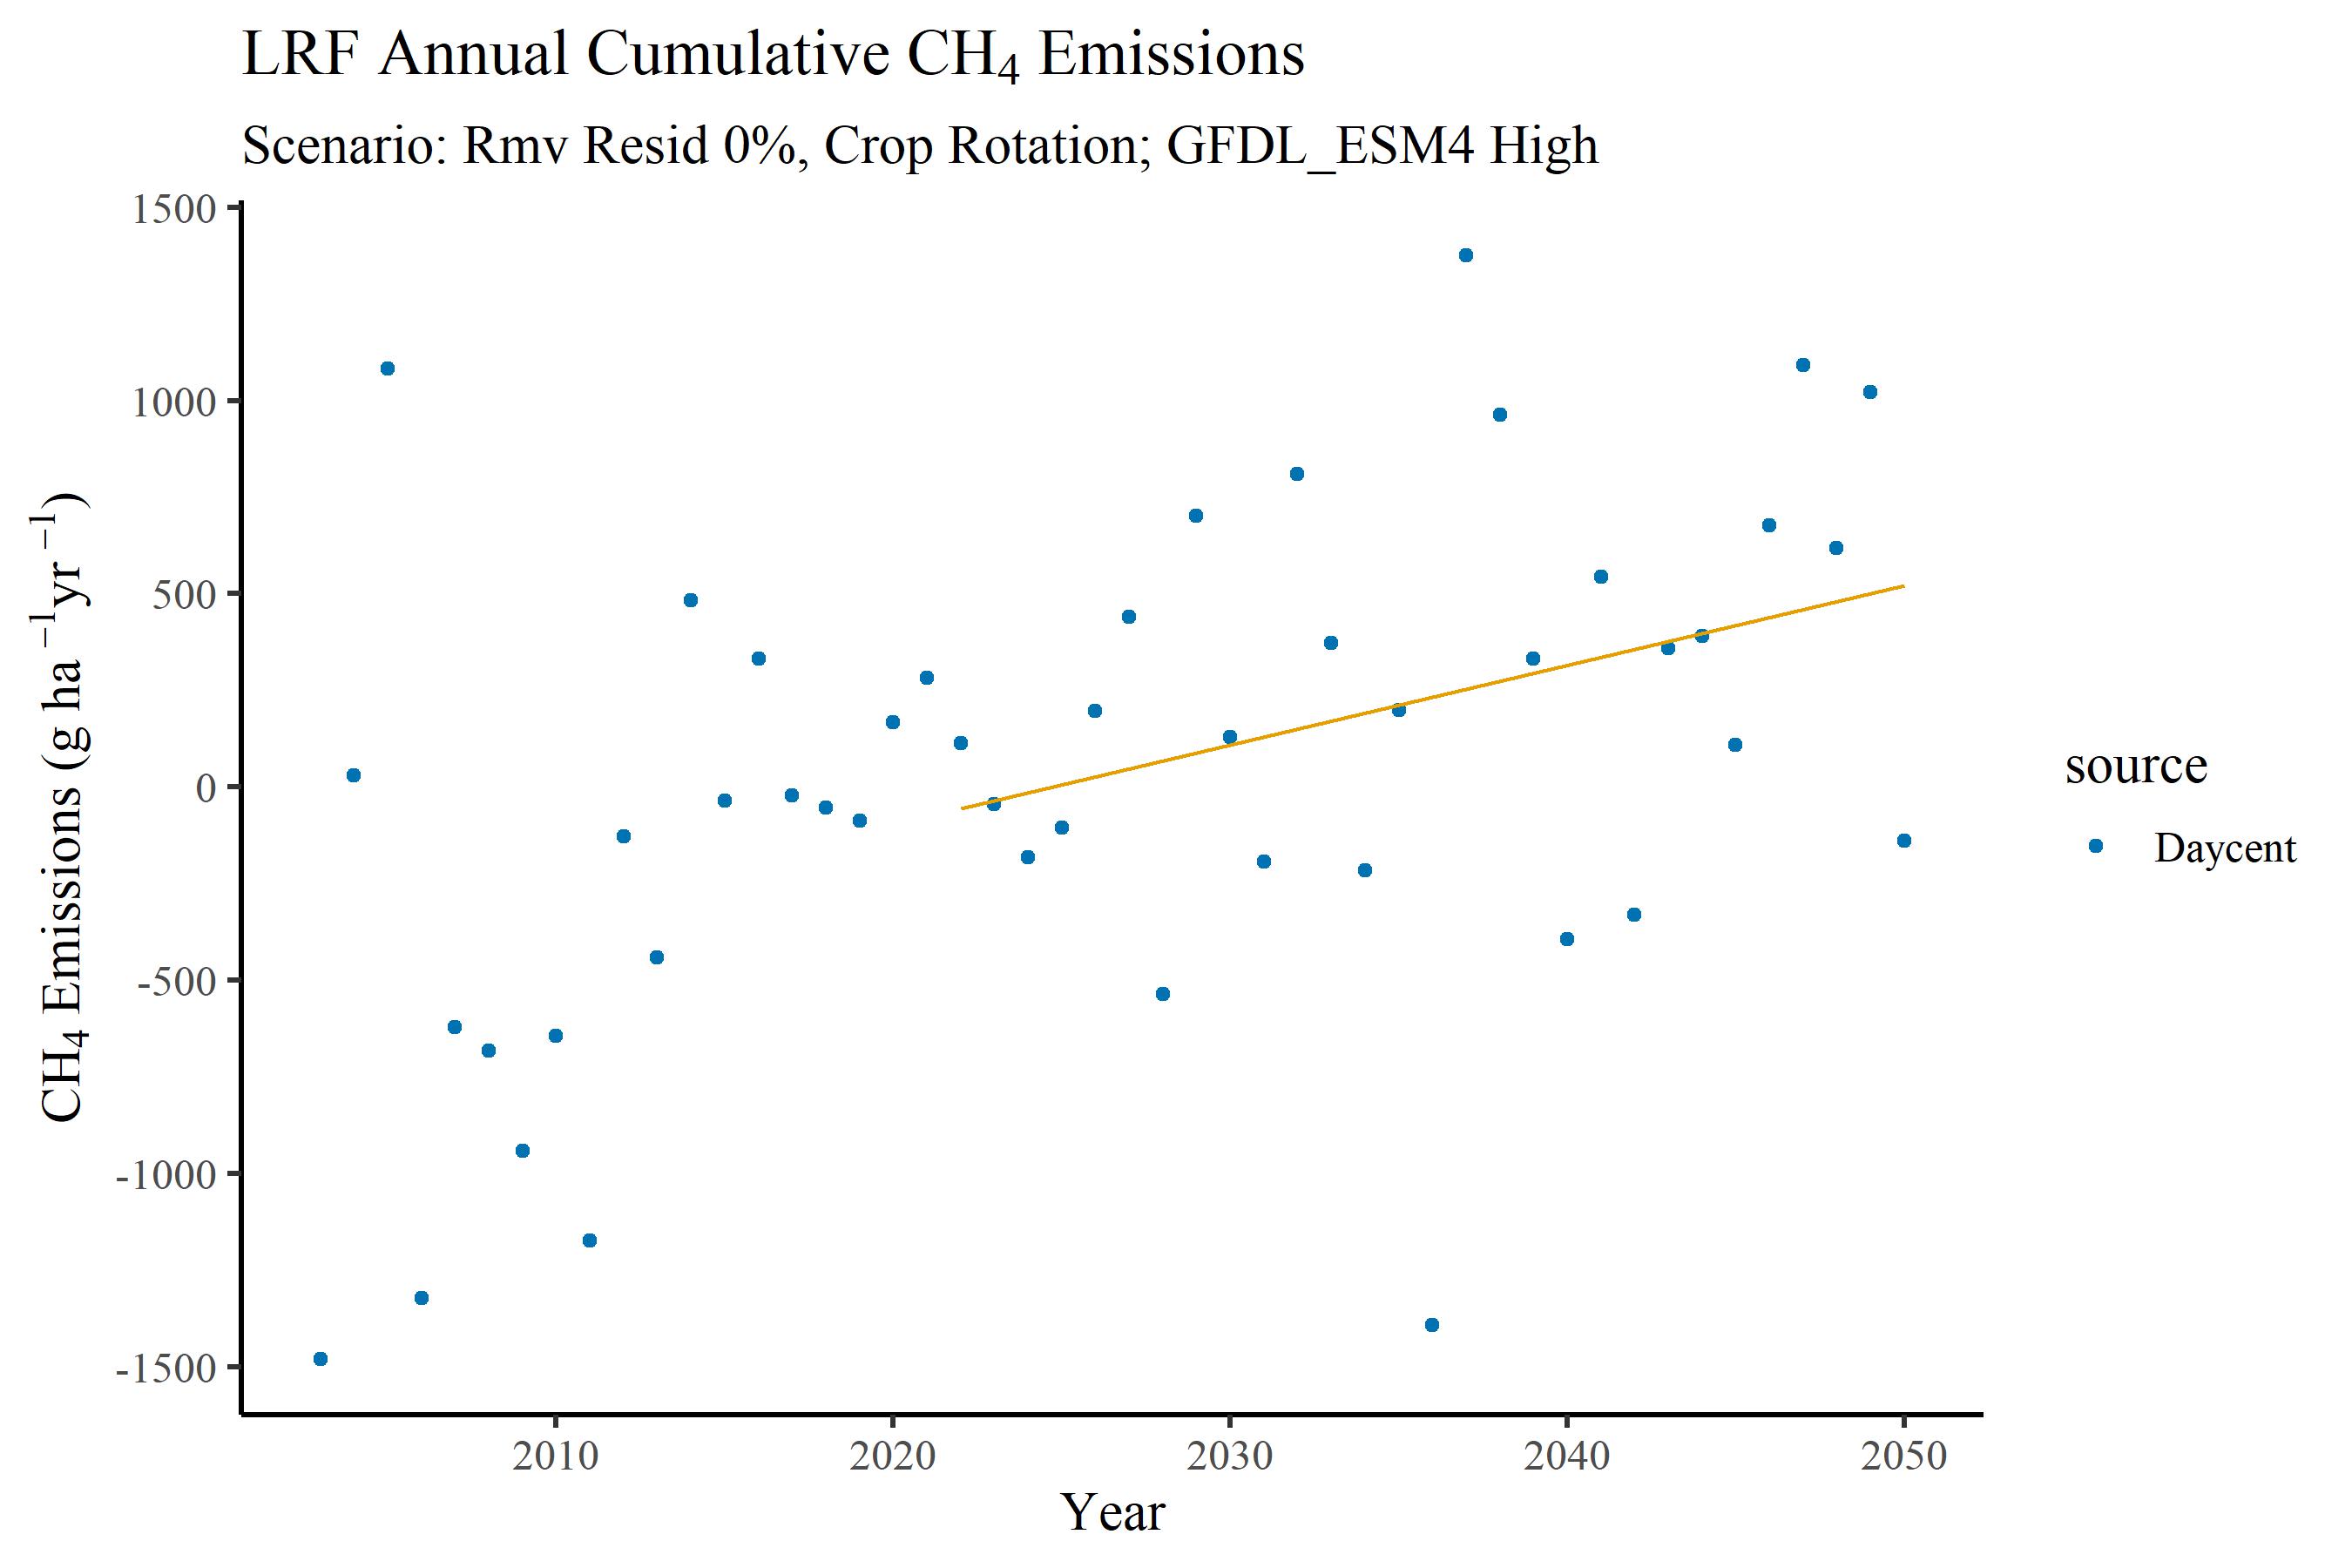 LRF Annual Cumulative CH₄ Emissions
Scenario: Rmv Resid 0%, Crop Rotation; GFDL_ESM4 High
CH₄ Emissions (g ha ⁻¹yr ⁻¹)
1500
1000
500
0
-500
-1000
-1500
2010 2020 2030 2040 2050
Year
source
Daycent